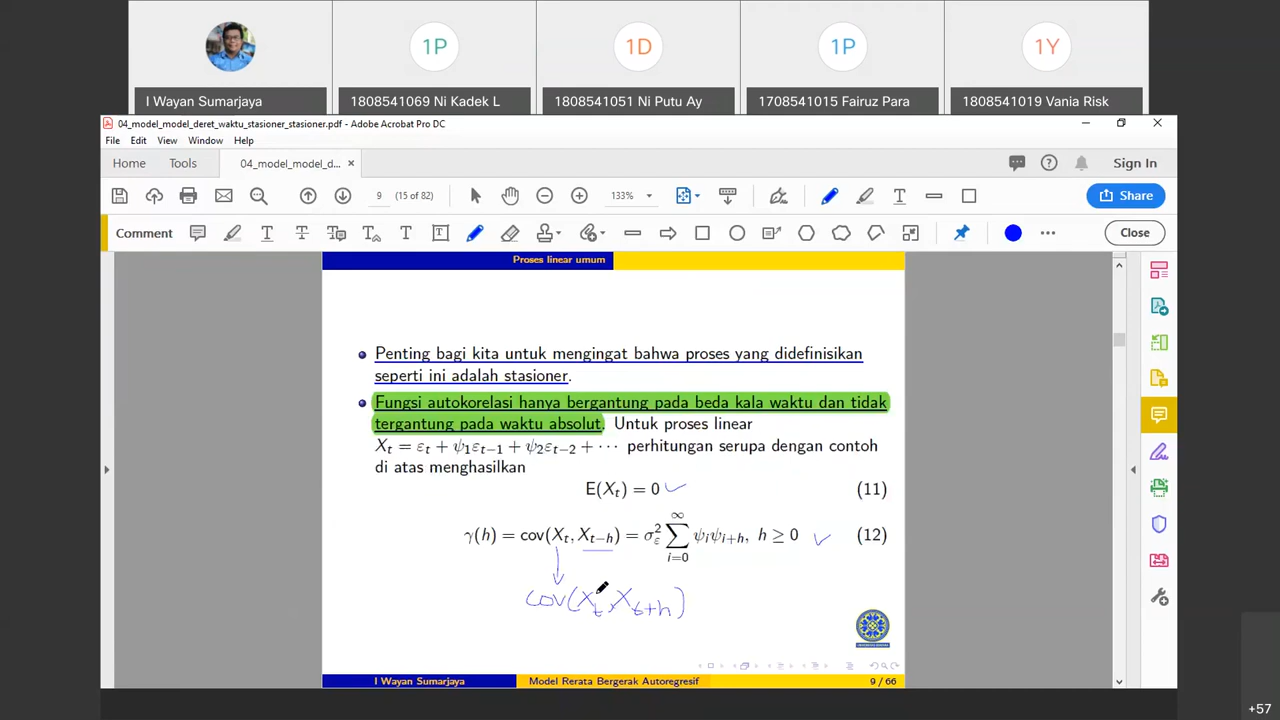 1P
1D
1P
1Y
I Wayan Sumarjaya
1808541069 Ni Kadek L
1808541051 Ni Putu Ay
1708541015 Fairuz Para
1808541019 Vania Risk
04_model_model_deret_waktu_stasioner_stasioner.pdf - Adobe Acrobat Pro DC
File Edit View Window Help
Home Tools 04_model_model_d... × Sign In
9 (15 of 82) 133% Share
Comment Close
Proses linear umum
Penting bagi kita untuk mengingat bahwa proses yang didefinisikan
seperti ini adalah stasioner.
Fungsi autokorelasi hanya bergantung pada beda kala waktu dan tidak
tergantung pada waktu absolut. Untuk proses linear
X_t = ε_t + ψ_1ε_{t−1} + ψ_2ε_{t−2} + ⋯ perhitungan serupa dengan contoh
di atas menghasilkan
E(X_t) = 0 ✓ (11)
γ(h) = cov(X_t, X_{t−h}) = σ_ε^2 ∑_{i=0}^{∞} ψ_iψ_{i+h}, h ≥ 0 ✓ (12)
cov(X_t, X_{t+h})
I Wayan Sumarjaya Model Rerata Bergerak Autoregresif 9 / 66
+57